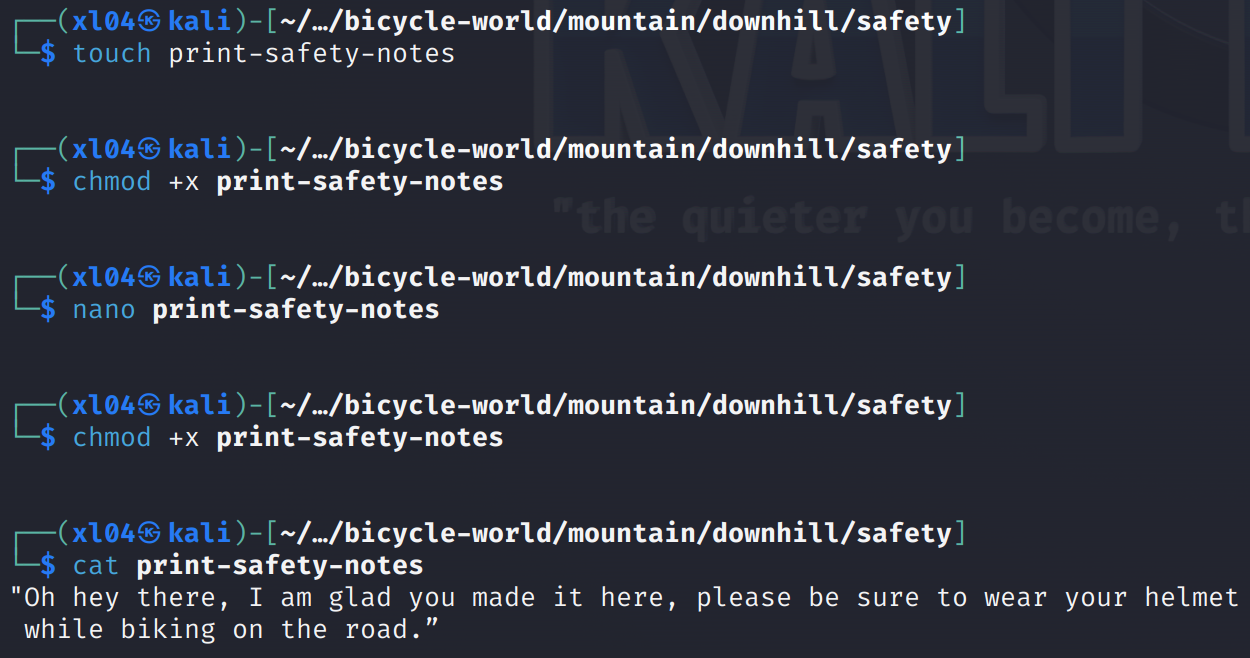 ┌──(xl04㉿kali)-[~/…/bicycle-world/mountain/downhill/safety]
└─$ touch print-safety-notes
┌──(xl04㉿kali)-[~/…/bicycle-world/mountain/downhill/safety]
└─$ chmod +x print-safety-notes
"the quieter you become, th
┌──(xl04㉿kali)-[~/…/bicycle-world/mountain/downhill/safety]
└─$ nano print-safety-notes
┌──(xl04㉿kali)-[~/…/bicycle-world/mountain/downhill/safety]
└─$ chmod +x print-safety-notes
┌──(xl04㉿kali)-[~/…/bicycle-world/mountain/downhill/safety]
└─$ cat print-safety-notes
"Oh hey there, I am glad you made it here, please be sure to wear your helmet
while biking on the road.”